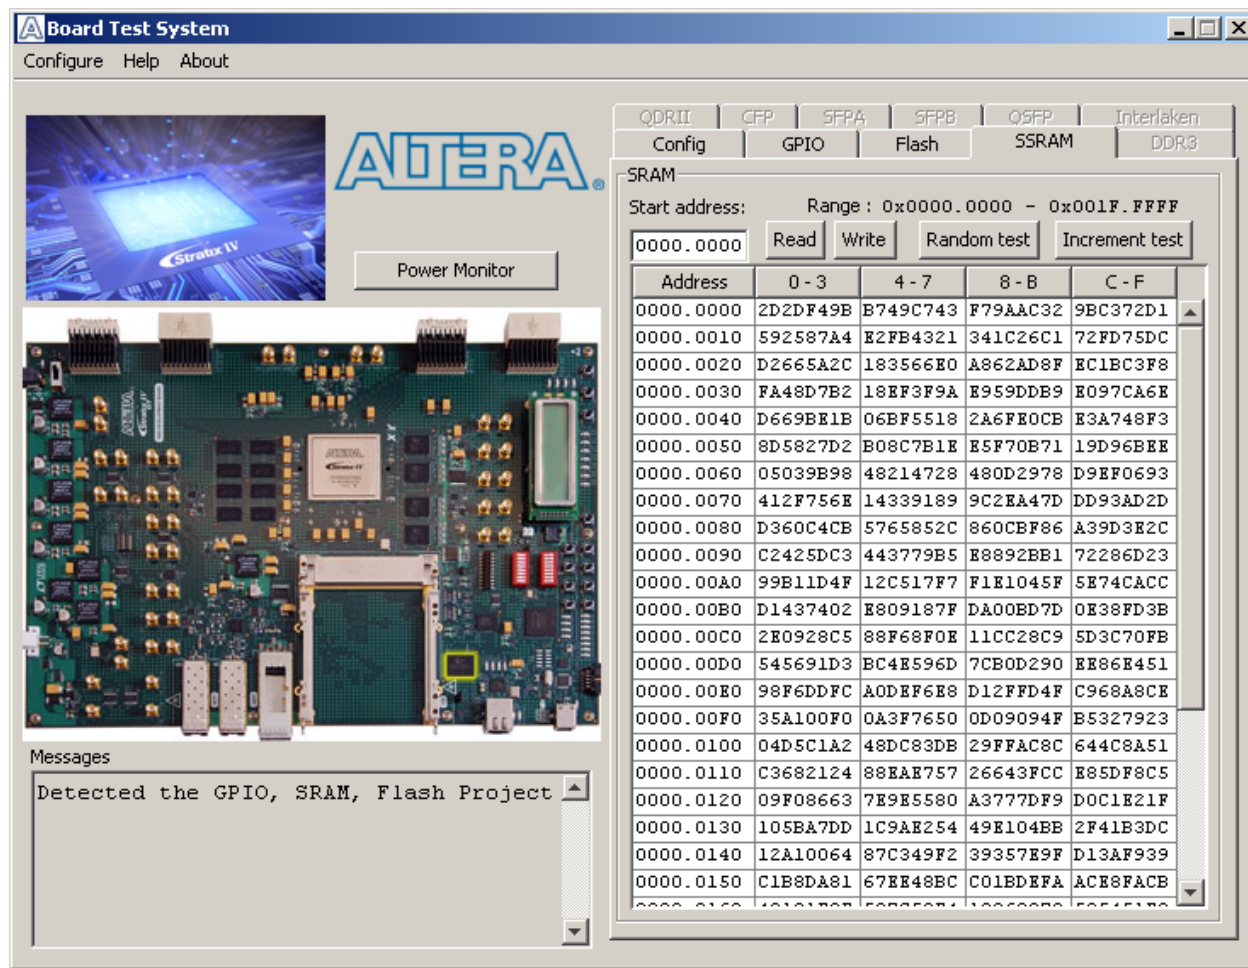 Board Test System
Configure Help About
QDRII CFP SFPA SFPB QSFP Interlaken
Config GPIO Flash SSRAM DDR3
ALTERA®
Stratix IV
Power Monitor
SRAM
Start address: Range : 0x0000.0000 - 0x001F.FFFF
0000.0000 Read Write Random test Increment test
Address 0 - 3 4 - 7 8 - B C - F
0000.0000 2D2DF49B B749C743 F79AAC32 9BC372D1
0000.0010 592587A4 E2FB4321 341C26C1 72FD75DC
0000.0020 D2665A2C 183566E0 A862AD8F EC1BC3F8
0000.0030 FA48D7B2 18EF3F9A E959DDB9 E097CA6E
0000.0040 D669BE1B 06BF5518 2A6FE0CB E3A748F3
0000.0050 8D5827D2 B08C7B1E E5F70B71 19D96BEE
0000.0060 05039B98 48214728 480D2978 D9EF0693
0000.0070 412F756E 14339189 9C2EA47D DD93AD2D
0000.0080 D360C4CB 5765852C 860CBF86 A39D3E2C
0000.0090 C2425DC3 443779B5 E8892BB1 72286D23
0000.00A0 99B11D4F 12C517F7 F1E1045F 5E74CACC
0000.00B0 D1437402 E809187F DA00BD7D 0E38FD3B
0000.00C0 2E0928C5 88F68F0E 11CC28C9 5D3C70FB
0000.00D0 545691D3 BC4E596D 7CB0D290 EE86E451
0000.00E0 98F6DDFC A0DEF6E8 D12FFD4F C968A8CE
0000.00F0 35A100F0 0A3F7650 0D09094F B5327923
0000.0100 04D5C1A2 48DC83DB 29FFAC8C 644C8A51
0000.0110 C3682124 88EAE757 26643FCC E85DF8C5
0000.0120 09F08663 7E9E5580 A3777DF9 D0C1E21F
0000.0130 105BA7DD 1C9AE254 49E104BB 2F41B3DC
0000.0140 12A10064 87C349F2 39357E9F D13AF939
0000.0150 C1B8DA81 67EE48BC C01BDEFA ACE8FACB
ALTERA
Stratix IV
Messages
Detected the GPIO, SRAM, Flash Project